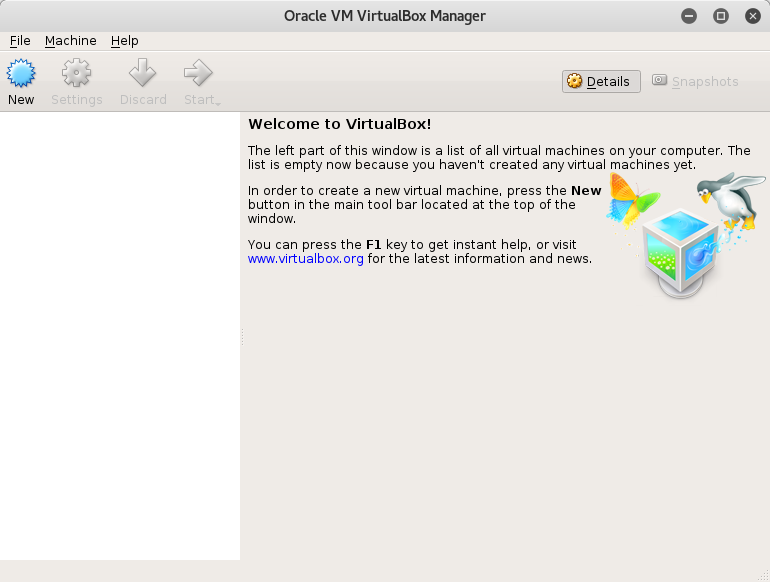 Oracle VM VirtualBox Manager
File Machine Help
New Settings Discard Start
Details Snapshots
Welcome to VirtualBox!
The left part of this window is a list of all virtual machines on your computer. The
list is empty now because you haven't created any virtual machines yet.
In order to create a new virtual machine, press the New
button in the main tool bar located at the top of the
window.
You can press the F1 key to get instant help, or visit
www.virtualbox.org for the latest information and news.